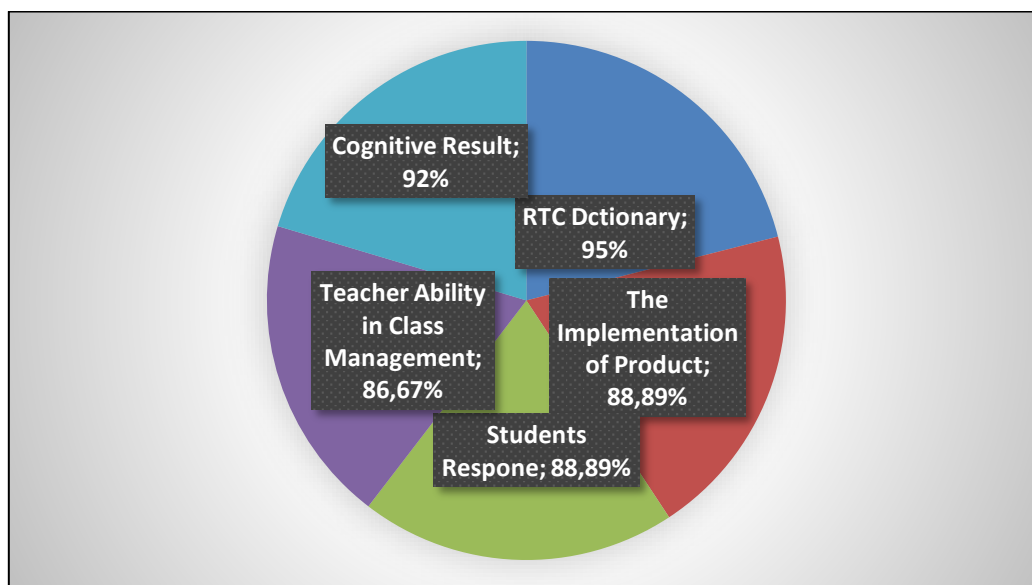 Cognitive Result;
92%
RTC Dctionary;
95%
Teacher Ability
in Class
Management;
86,67%
The
Implementation
of Product;
88,89%
Students
Respone; 88,89%